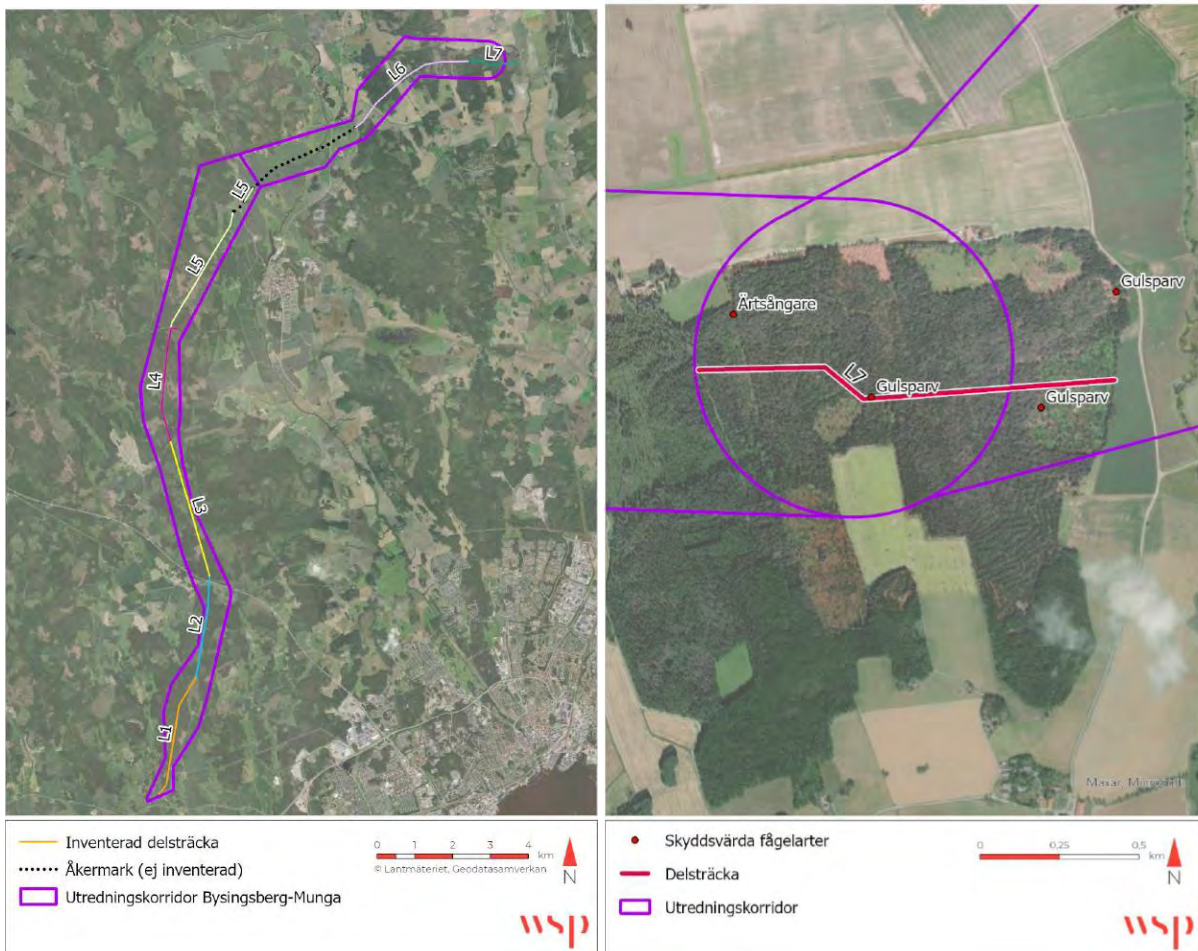 L7
L6
L5
L5
L4
L3
L2
L1
Inventerad delsträcka
Åkermark (ej inventerad)
Utredningskorridor Bysingsberg-Munga
0 1 2 3 4
km
© Lantmäteriet, Geodatasamverkan
N
wsp
Gulsparv
Ärtsångare
L7
Gulsparv
Gulsparv
Maxar,
Skyddsvärda fågelarter
Delsträcka
Utredningskorridor
0 0,25 0,5
km
N
wsp